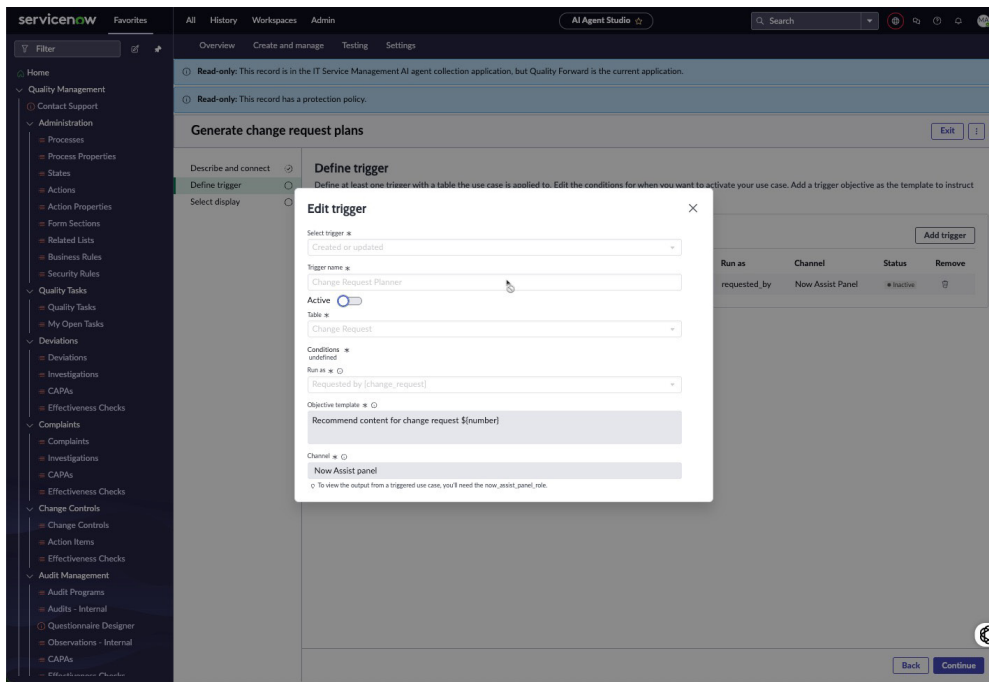 servicenow Favorites All History Workspaces Admin AI Agent Studio Search
Filter
Overview Create and manage Testing Settings
Home
Quality Management
Contact Support
Administration
Processes
Process Properties
States
Actions
Action Properties
Form Sections
Related Lists
Business Rules
Security Rules
Quality Tasks
Quality Tasks
My Open Tasks
Deviations
Deviations
Investigations
CAPAs
Effectiveness Checks
Complaints
Complaints
Investigations
CAPAs
Effectiveness Checks
Change Controls
Change Controls
Action Items
Effectiveness Checks
Audit Management
Audit Programs
Audits - Internal
Questionnaire Designer
Observations - Internal
CAPAs
Effectiveness Checks
Read-only: This record is in the IT Service Management AI agent collection application, but Quality Forward is the current application.
Read-only: This record has a protection policy.
Generate change request plans
Exit
Describe and connect
Define trigger
Select display
Define trigger
Define at least one trigger with a table the use case is applied to. Edit the conditions for when you want to activate your use case. Add a trigger objective as the template to instruct
Add trigger
Run as Channel Status Remove
requested_by Now Assist Panel Inactive
Edit trigger
Select trigger *
Created or updated
Trigger name *
Change Request Planner
Active
Table *
Change Request
Conditions *
undefined
Run as *
Requested by [change_request]
Objective template *
Recommend content for change request ${number}
Channel *
Now Assist panel
To view the output from a triggered use case, you'll need the now_assist_panel_role.
Back Continue